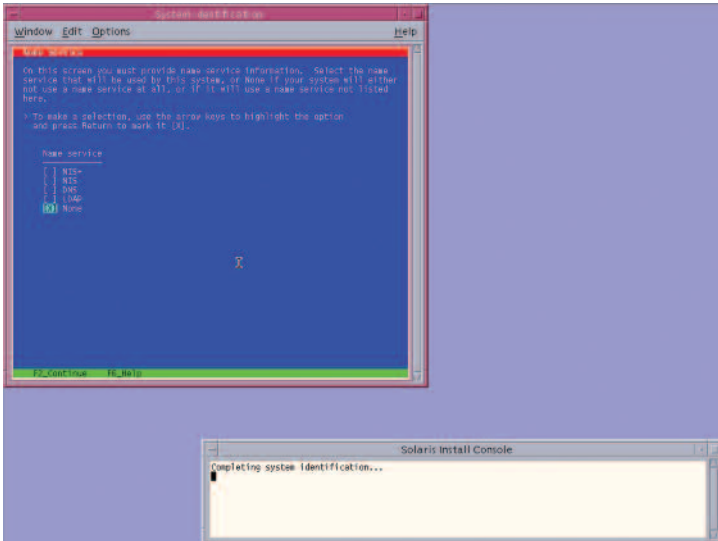 System Identification
Window Edit Options Help
Name service
On this screen you must provide name service information. Select the name
service that will be used by this system, or None if your system will either
not use a name service at all, or if it will use a name service not listed
here.
> To make a selection, use the arrow keys to highlight the option
and press Return to mark it [X].
Name service
[ ] NIS+
[ ] NIS
[ ] DNS
[ ] LDAP
[X] None
F2_Continue F6_Help
Solaris Install Console
Completing system identification...